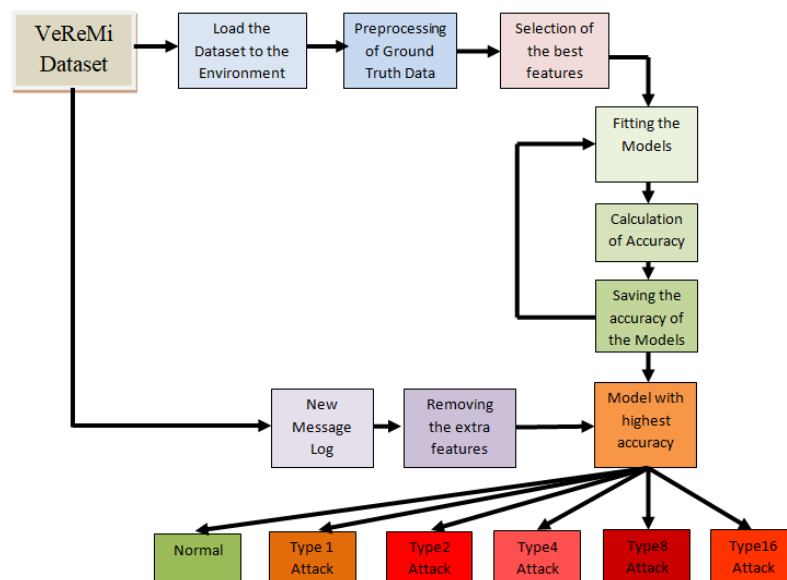 VeReMi
Dataset
Load the
Dataset to the
Environment
Preprocessing
of Ground
Truth Data
Selection of
the best
features
Fitting the
Models
Calculation
of Accuracy
Saving the
accuracy of
the Models
New
Message
Log
Removing
the extra
features
Model with
highest
accuracy
Normal
Type 1
Attack
Type2
Attack
Type4
Attack
Type8
Attack
Type16
Attack